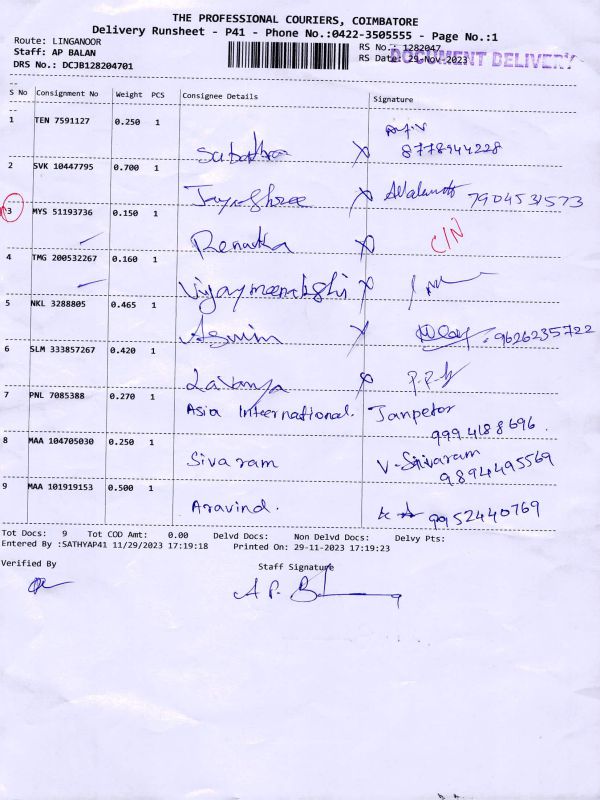 THE PROFESSIONAL COURIERS, COIMBATORE
Delivery Runsheet - P41 - Phone No.:0422-3505555 - Page No.:1
Route: LINGANOOR
Staff: AP BALAN
DRS No.: DCJB128204701
RS No.: 1282047
RS Date: 29-Nov-2023
DOCUMENT DELIVERY
S No Consignment No Weight PCS Consignee Details Signature
1 TEN 7591127 0.250 1
8778944228
2 SVK 10447795 0.700 1
Jayashree 7904531573
3 MYS 51193736 0.150 1
Renuka C/N
4 TMG 200532267 0.160 1
Vijaymeenakshi
5 NKL 3288805 0.465 1
Asmin 9626235722
6 SLM 333857267 0.420 1
Lavanya
7 PNL 7085388 0.270 1
Asia International. Janpeter
9994188696.
8 MAA 104705030 0.250 1
Sivaram V-Sivaram
9894495569
9 MAA 101919153 0.500 1
Aravind. 9952440769
Tot Docs: 9 Tot COD Amt: 0.00 Delvd Docs: Non Delvd Docs: Delvy Pts:
Entered By :SATHYAP41 11/29/2023 17:19:18 Printed On: 29-11-2023 17:19:23
Verified By Staff Signature
A P. B